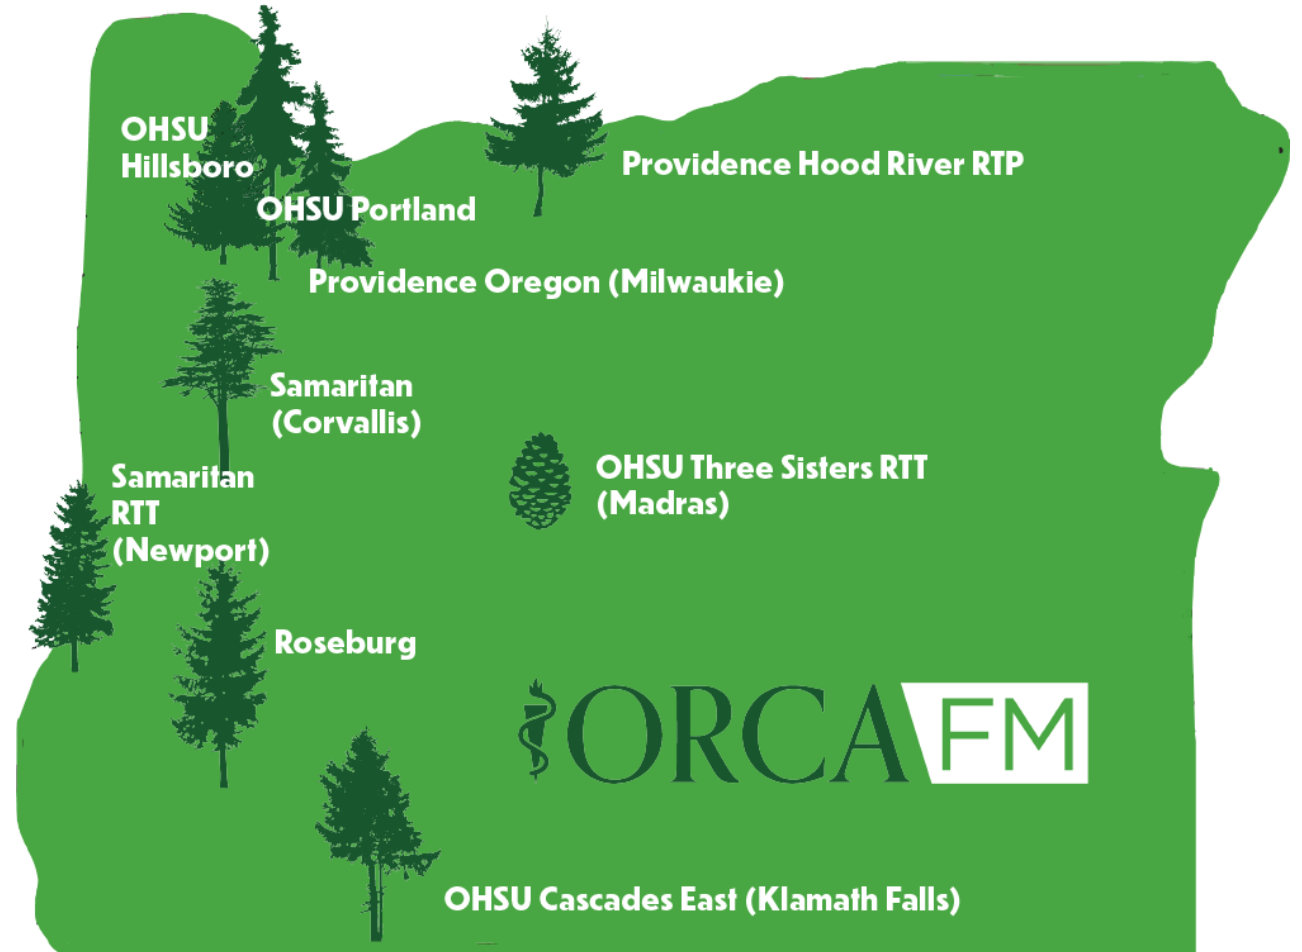 OHSU
Hillsboro
Providence Hood River RTP
OHSU Portland
Providence Oregon (Milwaukie)
Samaritan
(Corvallis)
Samaritan
RTT
(Newport)
OHSU Three Sisters RTT
(Madras)
Roseburg
ORCA FM
OHSU Cascades East (Klamath Falls)